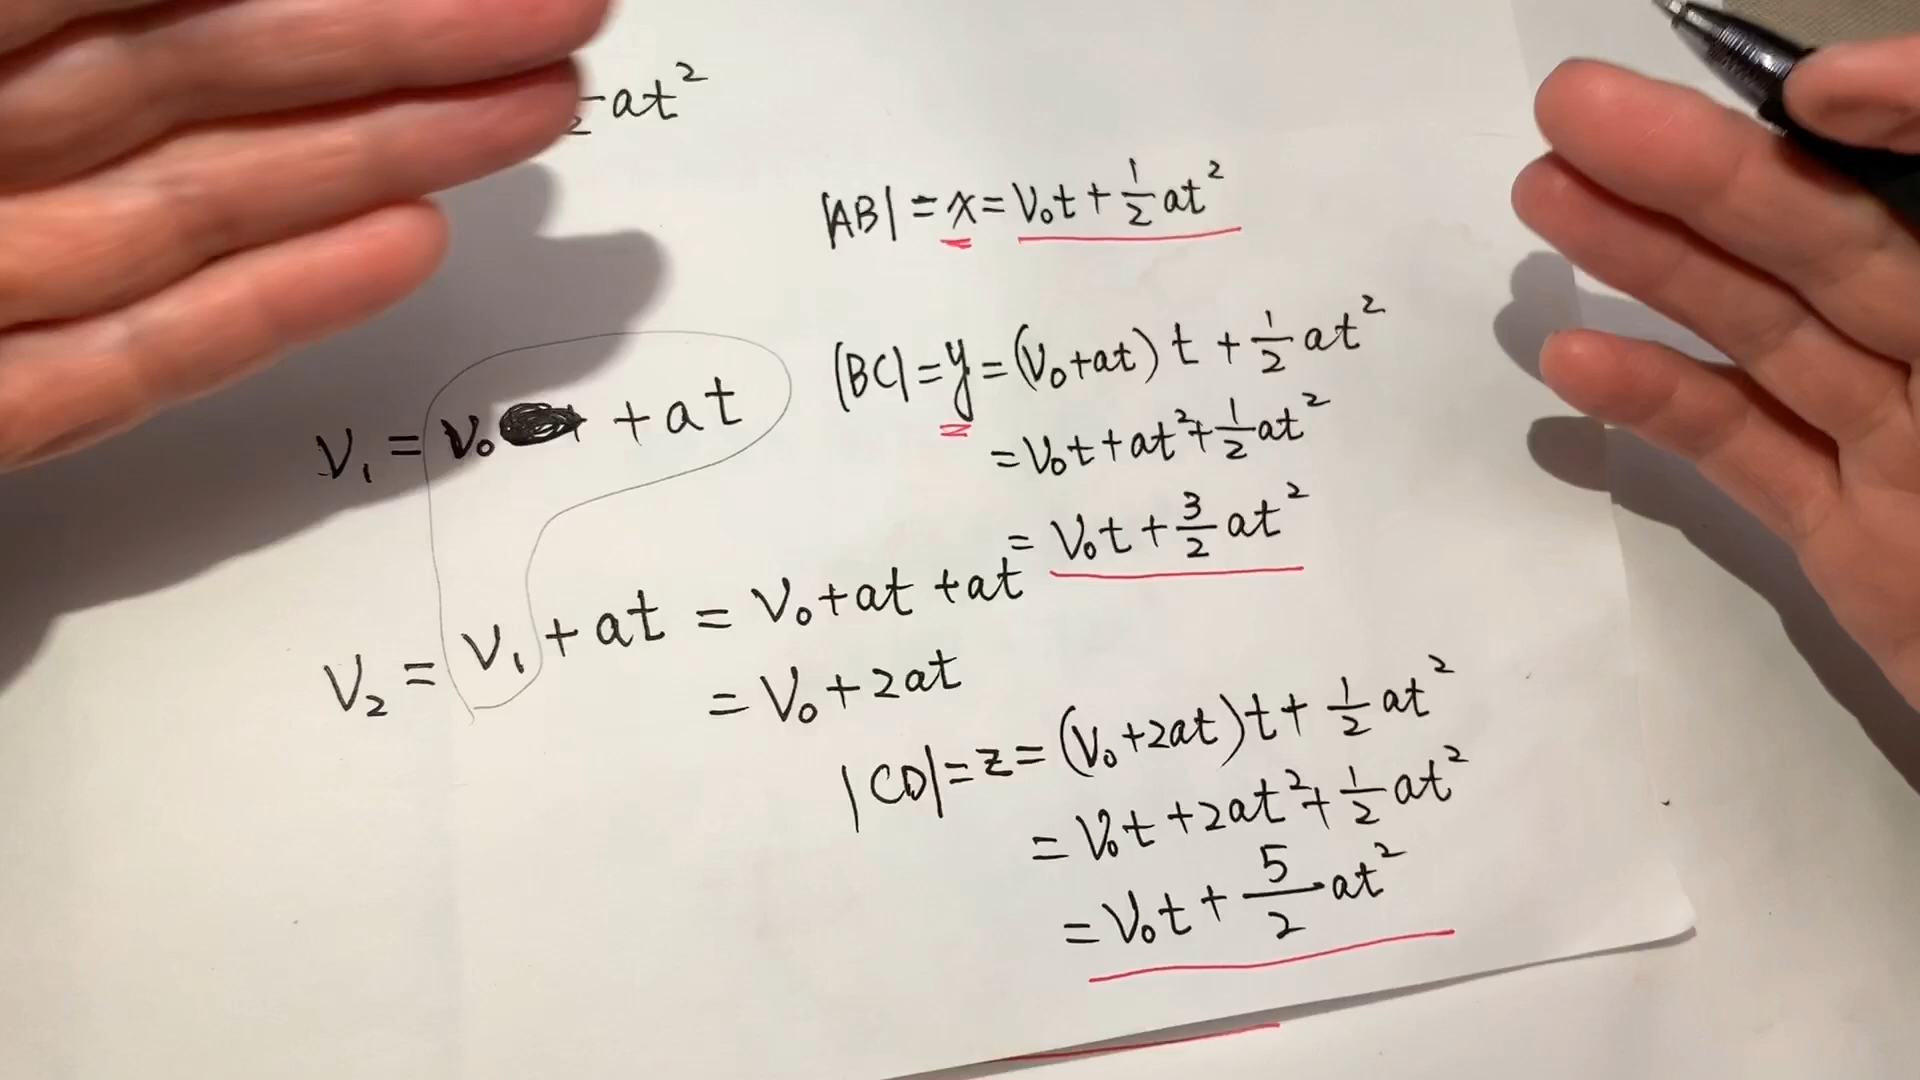 ½at²
|AB| = x = V₀t + ½at²
|BC| = y = (V₀+at) t + ½at²
= V₀t + at² + ½at²
= V₀t + 3/2 at²
V₁ = V₀ + at
V₂ = V₁ + at = V₀ + at + at
= V₀ + 2at
|CD| = z = (V₀+2at)t + ½at²
= V₀t + 2at² + ½at²
= V₀t + 5/2 at²